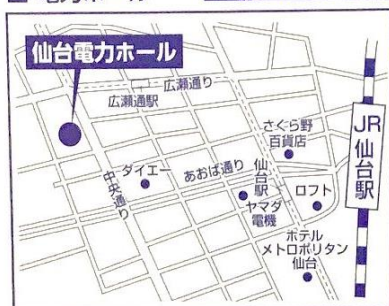 仙台電力ホール
広瀬通り
広瀬通駅
さくら野
百貨店
JR
仙台駅
ダイエー
あおば通り
仙台駅
ロフト
中央通り
ヤマダ
電機
ホテル
メトロポリタン
仙台